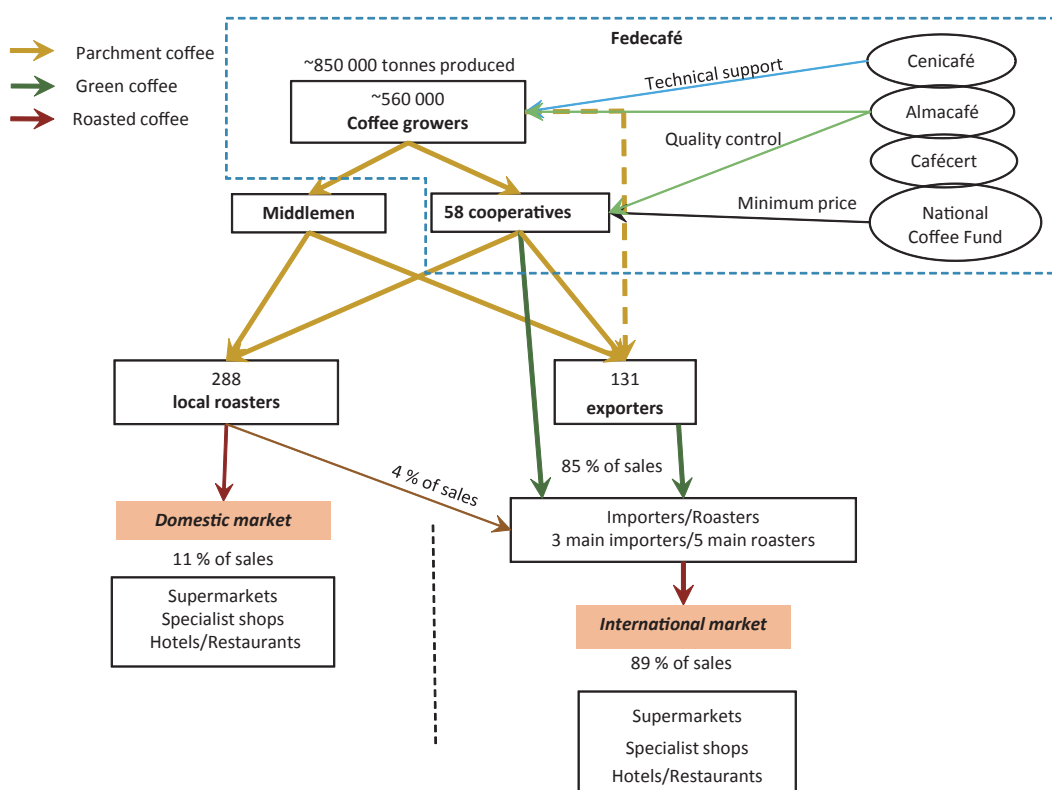 Fedecafé
Parchment coffee
Green coffee
Roasted coffee
~850 000 tonnes produced
~560 000
Coffee growers
Technical support
Quality control
Minimum price
Cenicafé
Almacafé
Cafécert
National
Coffee Fund
Middlemen
58 cooperatives
288
local roasters
131
exporters
4 % of sales
85 % of sales
Domestic market
11 % of sales
Supermarkets
Specialist shops
Hotels/Restaurants
Importers/Roasters
3 main importers/5 main roasters
International market
89 % of sales
Supermarkets
Specialist shops
Hotels/Restaurants